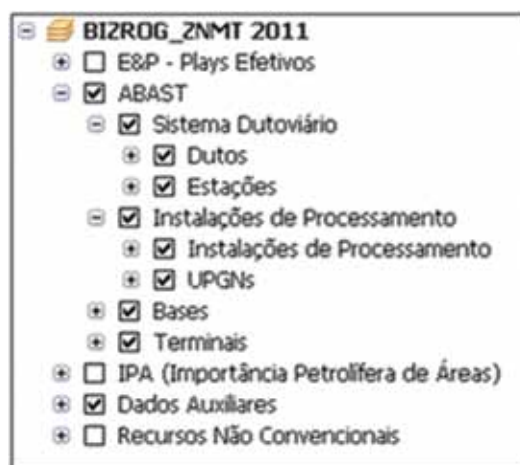 BIZROG_ZNMT 2011
E&P - Plays Efetivos
ABAST
Sistema Dutoviário
Dutos
Estações
Instalações de Processamento
Instalações de Processamento
UPGNs
Bases
Terminais
IPA (Importância Petrolífera de Áreas)
Dados Auxiliares
Recursos Não Convencionais